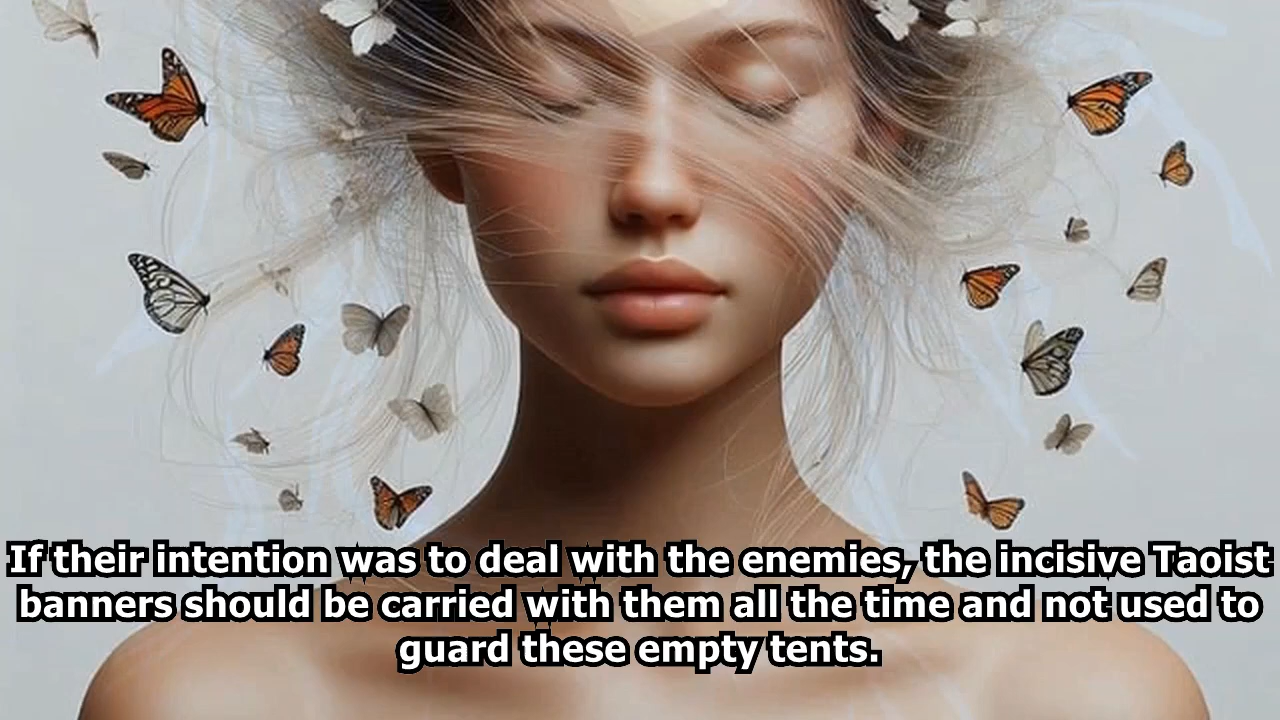 If their intention was to deal with the enemies, the incisive Taoist
banners should be carried with them all the time and not used to
guard these empty tents.